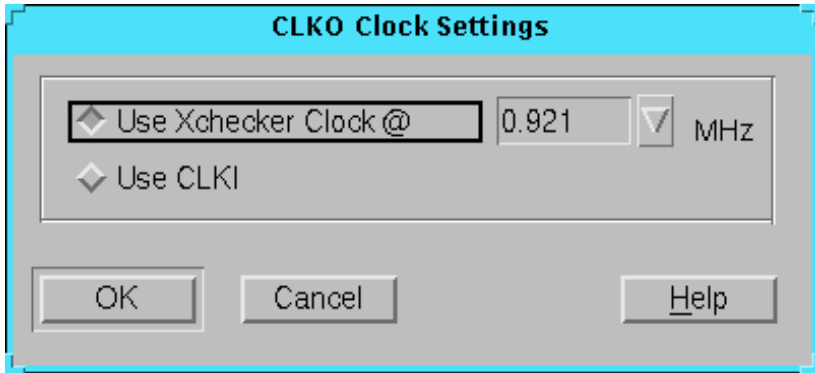 CLKO Clock Settings
Use Xchecker Clock @ 0.921 MHz
Use CLKI
OK Cancel Help